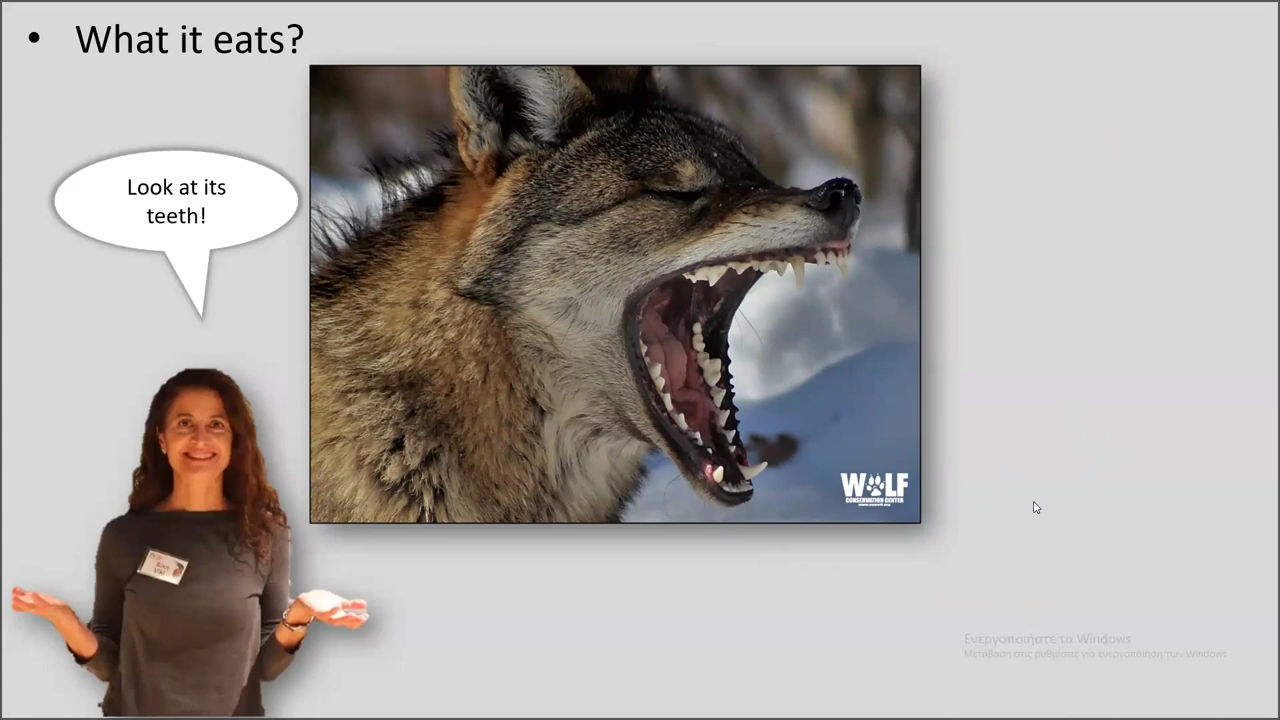 • What it eats?
Look at its
teeth!
W LF
CONSERVATION CENTER
Ενεργοποιήστε τα Windows
Μετάβαση στις ρυθμίσεις για ενεργοποίηση των Windows